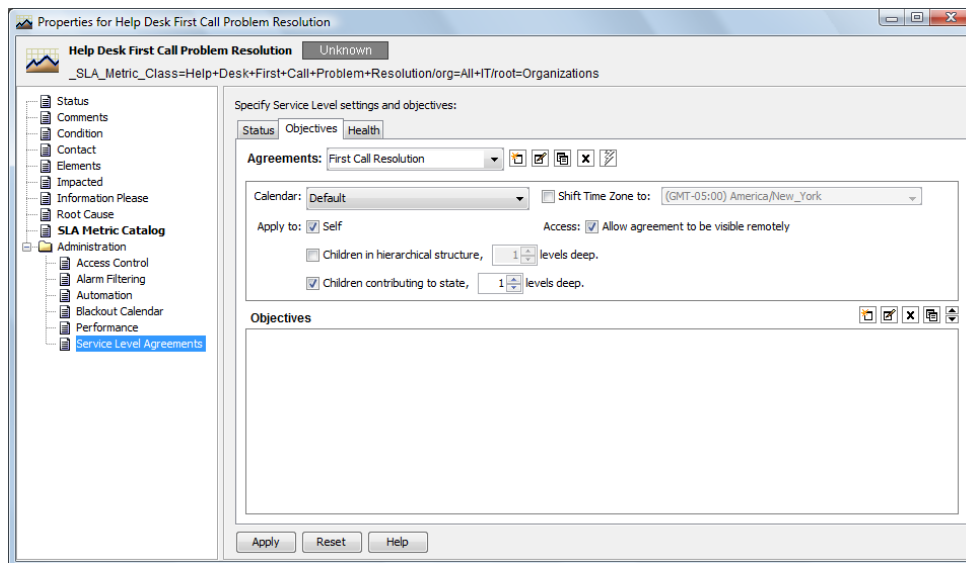 Properties for Help Desk First Call Problem Resolution
Help Desk First Call Problem Resolution Unknown
_SLA_Metric_Class=Help+Desk+First+Call+Problem+Resolution/org=All+IT/root=Organizations
Status
Comments
Condition
Contact
Elements
Impacted
Information Please
Root Cause
SLA Metric Catalog
Administration
Access Control
Alarm Filtering
Automation
Blackout Calendar
Performance
Service Level Agreements
Specify Service Level settings and objectives:
Status Objectives Health
Agreements: First Call Resolution
Calendar: Default Shift Time Zone to: (GMT-05:00) America/New_York
Apply to: Self Access: Allow agreement to be visible remotely
Children in hierarchical structure, 1 levels deep.
Children contributing to state, 1 levels deep.
Objectives
Apply Reset Help